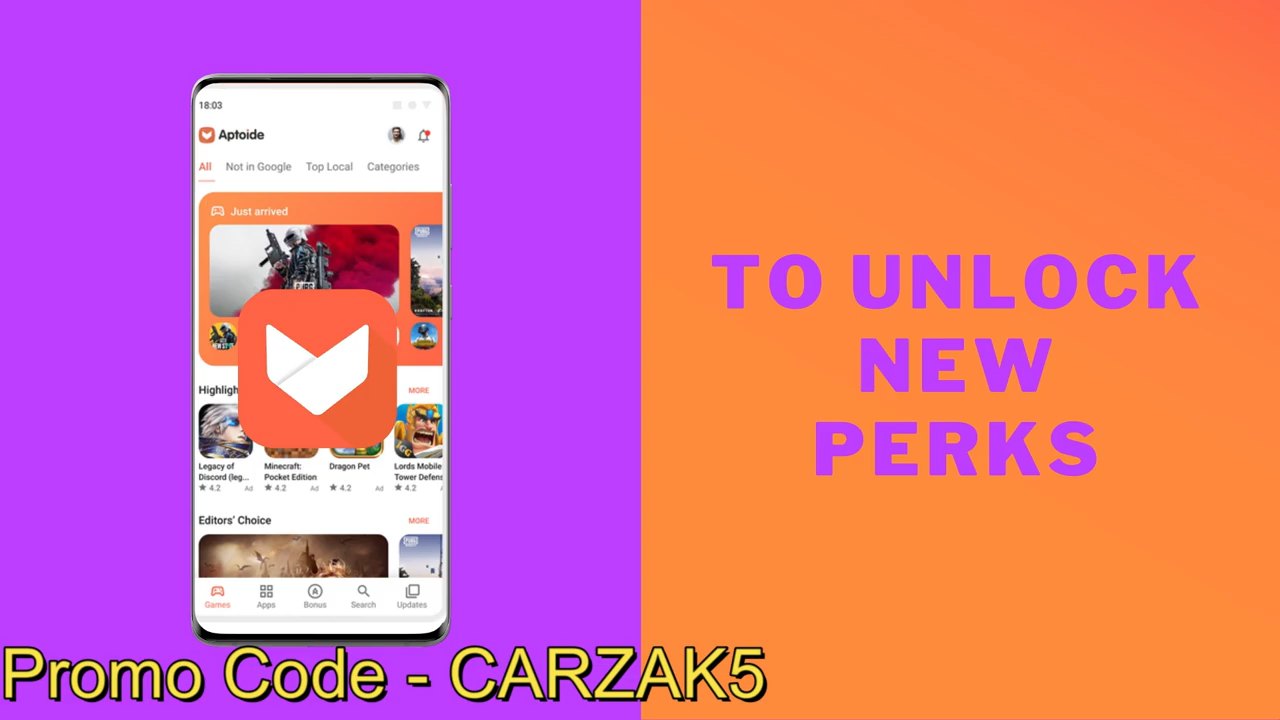 18:03
Aptoide
All Not in Google Top Local Categories
Just arrived
Highligh
MORE
Legacy of
Discord (leg...
4.2 Ad
Minecraft:
Pocket Edition
4.2 Ad
Dragon Pet
4.2 Ad
Lords Mobile
Tower Defens
4.2
Editors' Choice
MORE
Games Apps Bonus Search Updates
TO UNLOCK
NEW
PERKS
Promo Code - CARZAK5